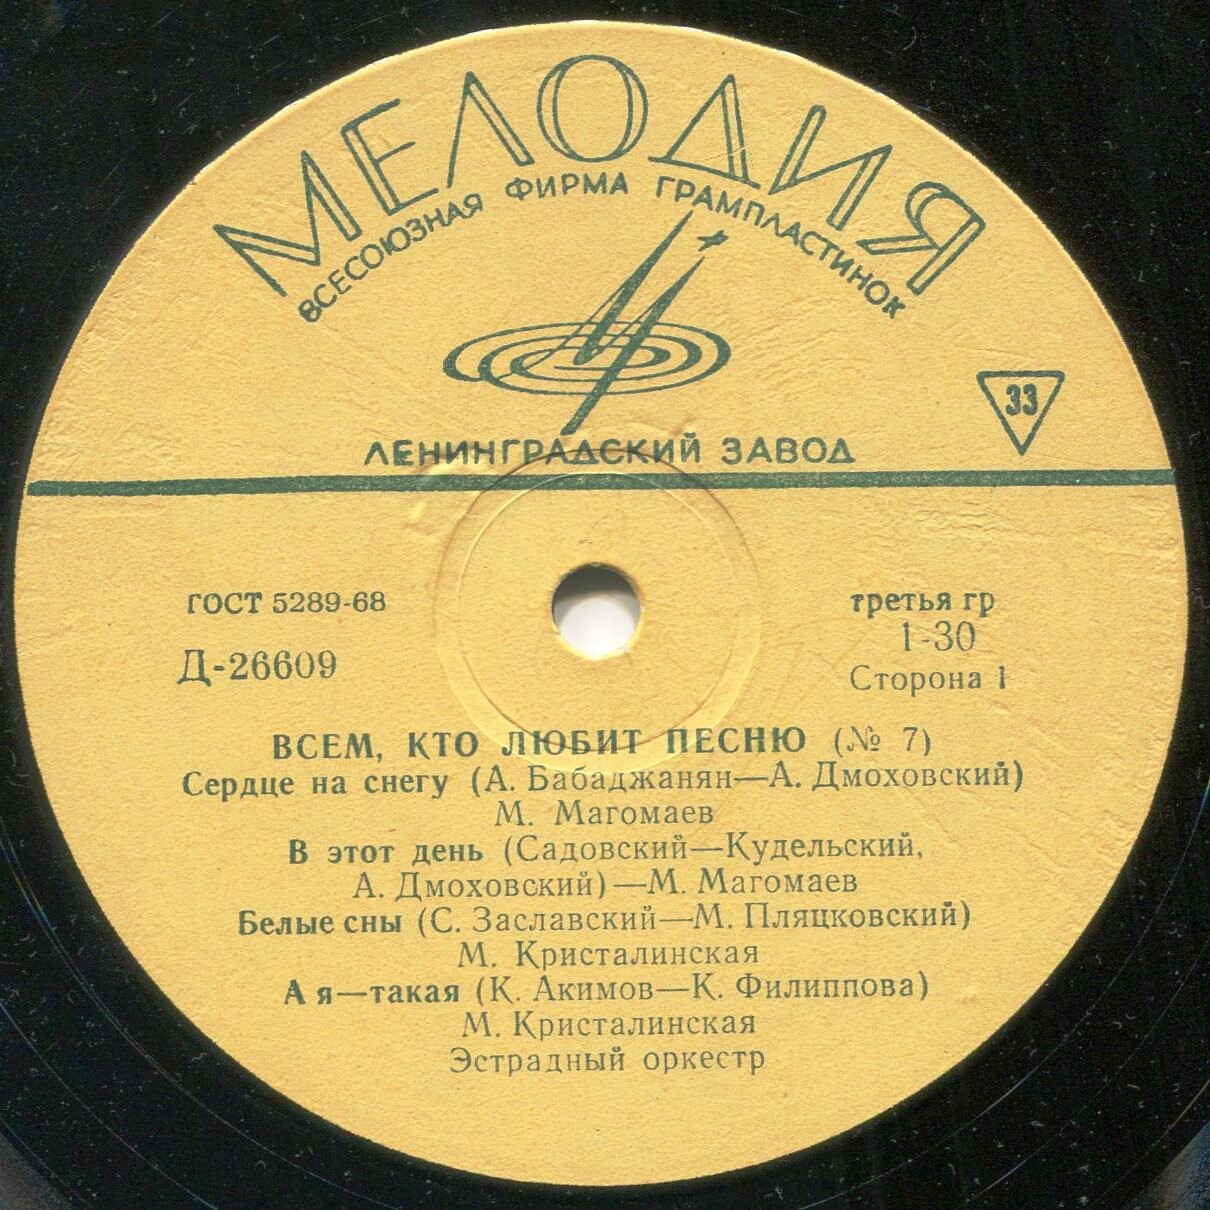 МЕЛОДИЯ
ВСЕСОЮЗНАЯ ФИРМА ГРАМПЛАСТИНОК
33
ЛЕНИНГРАДСКИЙ ЗАВОД
ГОСТ 5289-68
третья гр
Д-26609
1-30
Сторона 1
ВСЕМ, КТО ЛЮБИТ ПЕСНЮ (№ 7)
Сердце на снегу (А. Бабаджанян—А. Дмоховский)
М. Магомаев
В этот день (Садовский—Кудельский,
А. Дмоховский)—М. Магомаев
Белые сны (С. Заславский—М. Пляцковский)
М. Кристалинская
А я—такая (К. Акимов—К. Филиппова)
М. Кристалинская
Эстрадный оркестр